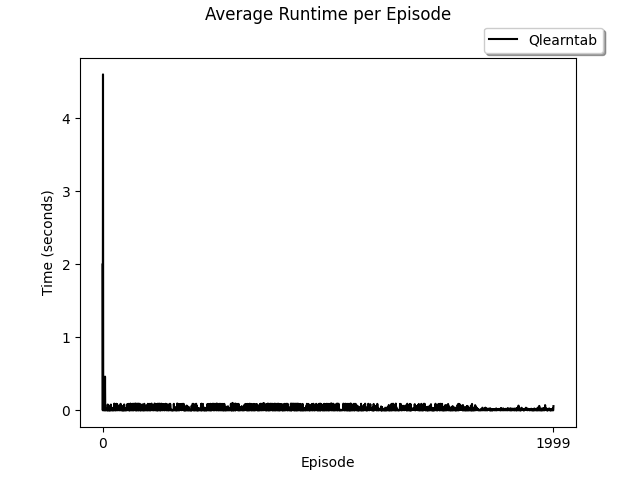 Average Runtime per Episode
Qlearntab
4
3
2
1
0
Time (seconds)
0 1999
Episode